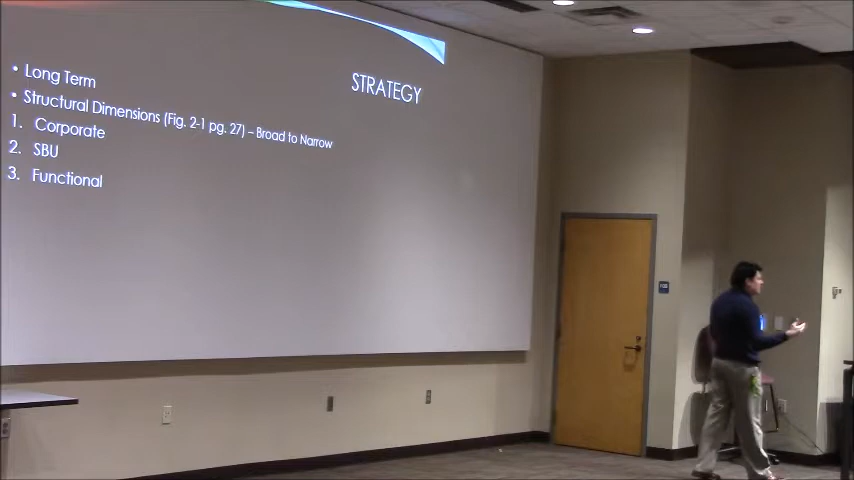 STRATEGY
• Long Term
• Structural Dimensions (Fig. 2-1 pg. 27) – Broad to Narrow
1. Corporate
2. SBU
3. Functional